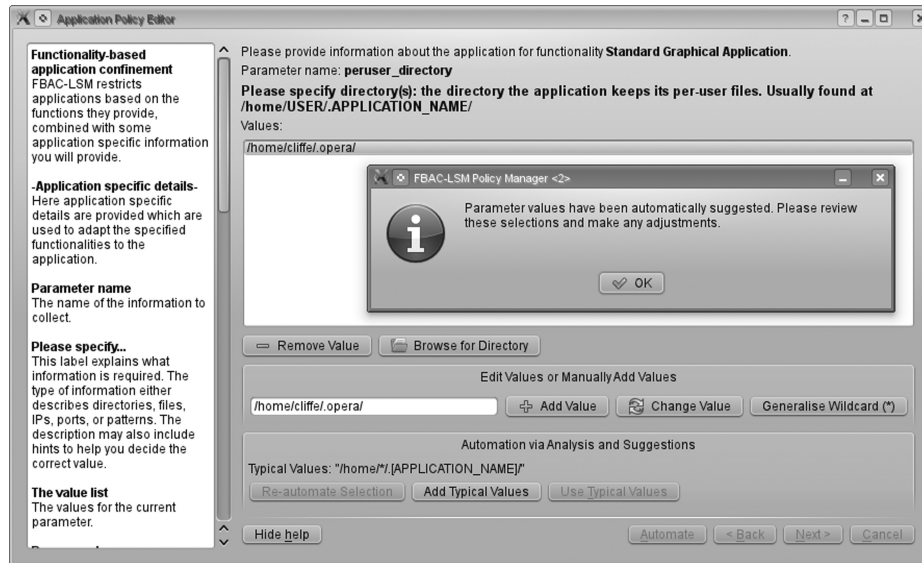 Application Policy Editor
Functionality-based
application confinement
FBAC-LSM restricts
applications based on the
functions they provide,
combined with some
application specific information
you will provide.
-Application specific details-
Here application specific
details are provided which are
used to adapt the specified
functionalities to the
application.
Parameter name
The name of the information to
collect.
Please specify...
This label explains what
information is required. The
type of information either
describes directories, files,
IPs, ports, or patterns. The
description may also include
hints to help you decide the
correct value.
The value list
The values for the current
parameter.
Please provide information about the application for functionality Standard Graphical Application.
Parameter name: peruser_directory
Please specify directory(s): the directory the application keeps its per-user files. Usually found at
/home/USER/.APPLICATION_NAME/
Values:
/home/cliffe/.opera/
FBAC-LSM Policy Manager <2>
Parameter values have been automatically suggested. Please review
these selections and make any adjustments.
OK
Remove Value Browse for Directory
Edit Values or Manually Add Values
/home/cliffe/.opera/ Add Value Change Value Generalise Wildcard (*)
Automation via Analysis and Suggestions
Typical Values: "/home/*/.[APPLICATION_NAME]/"
Re-automate Selection Add Typical Values Use Typical Values
Hide help Automate < Back Next > Cancel